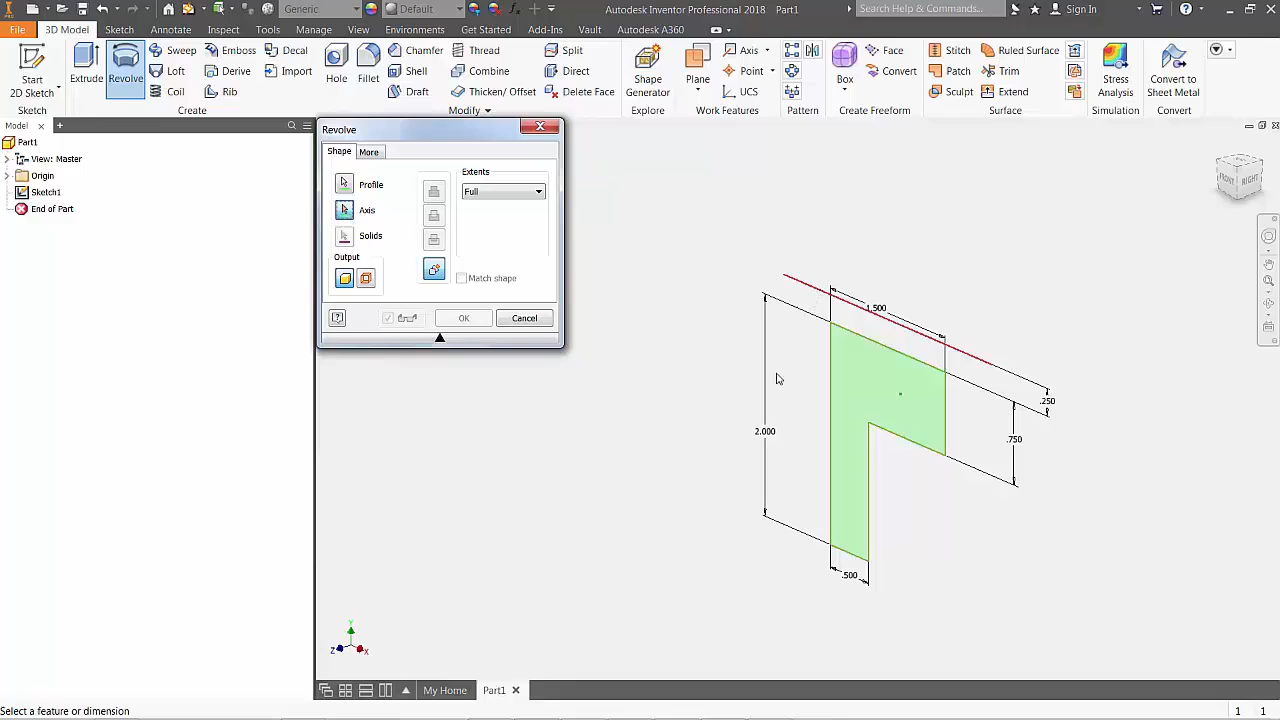 PRO
Generic
Default
Autodesk Inventor Professional 2018 Part1
Search Help & Commands...
Sign In
File 3D Model Sketch Annotate Inspect Tools Manage View Environments Get Started Add-Ins Vault Autodesk A360
Start
2D Sketch
Extrude
Revolve
Sweep
Emboss
Decal
Loft
Derive
Import
Coil
Rib
Hole
Fillet
Chamfer
Thread
Split
Shell
Combine
Direct
Draft
Thicken/ Offset
Delete Face
Shape
Generator
Plane
Axis
Point
UCS
Box
Face
Convert
Stitch
Ruled Surface
Patch
Trim
Sculpt
Extend
Stress
Analysis
Convert to
Sheet Metal
Sketch Create Modify Explore Work Features Pattern Create Freeform Surface Simulation Convert
Model
Part1
View: Master
Origin
Sketch1
End of Part
Revolve
Shape More
Profile
Axis
Solids
Output
Extents
Full
Match shape
OK Cancel
FRONT RIGHT
1.500
.250
2.000
.750
.500
Y
Z X
My Home Part1
Select a feature or dimension 1 1